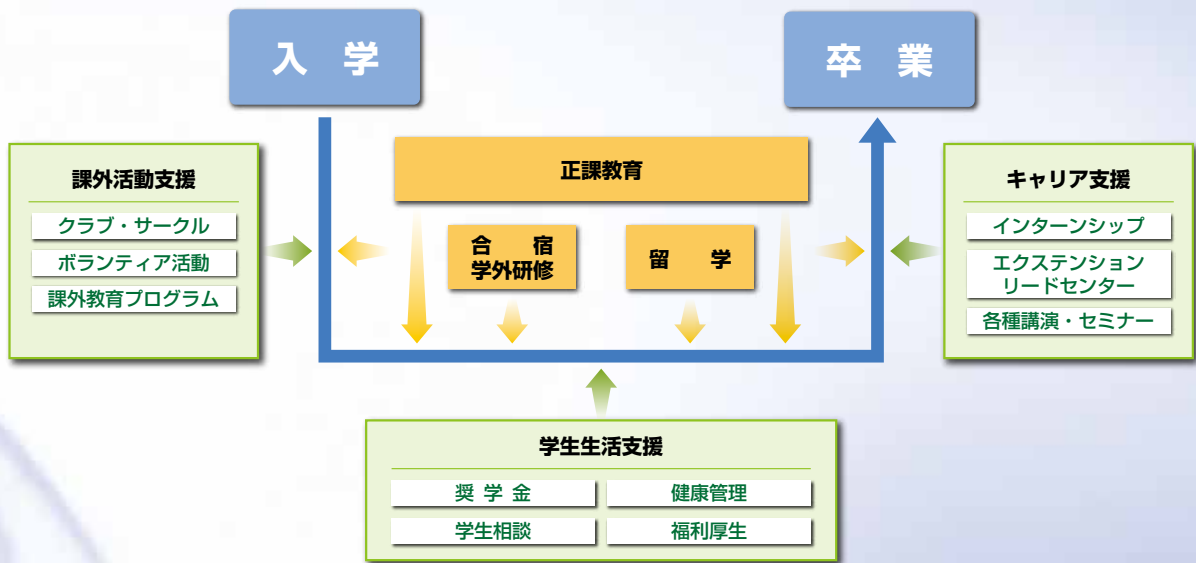 入 学
卒 業
課外活動支援
クラブ・サークル
ボランティア活動
課外教育プログラム
正課教育
合 宿
学外研修
留 学
キャリア支援
インターンシップ
エクステンション
リードセンター
各種講演・セミナー
学生生活支援
奨 学 金
健康管理
学生相談
福利厚生